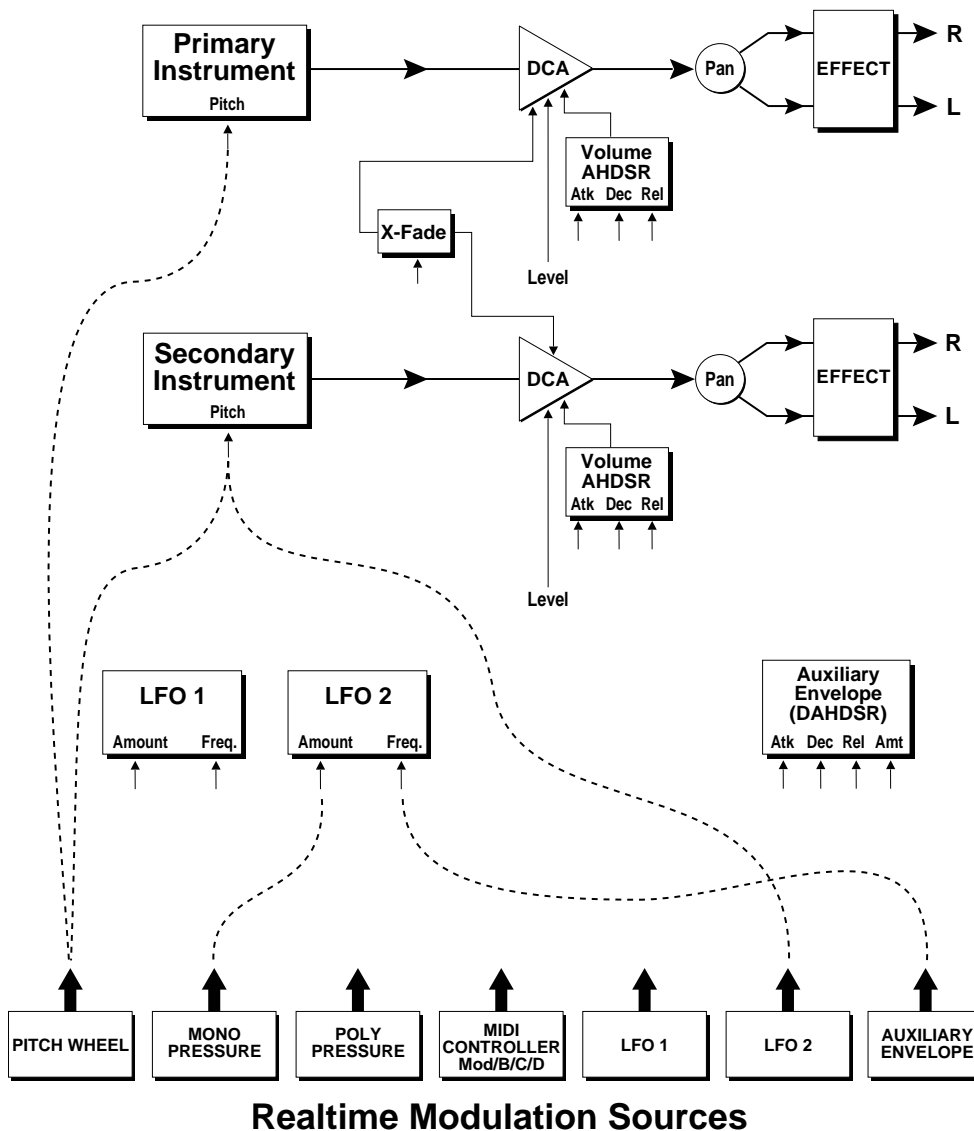 Primary
Instrument
Pitch
DCA
Pan
EFFECT
R
L
Volume
AHDSR
Atk Dec Rel
X-Fade
Level
Secondary
Instrument
Pitch
DCA
Pan
EFFECT
R
L
Volume
AHDSR
Atk Dec Rel
Level
LFO 1
Amount Freq.
LFO 2
Amount Freq.
Auxiliary
Envelope
(DAHDSR)
Atk Dec Rel Amt
PITCH WHEEL
MONO
PRESSURE
POLY
PRESSURE
MIDI
CONTROLLER
Mod/B/C/D
LFO 1
LFO 2
AUXILIARY
ENVELOPE
Realtime Modulation Sources